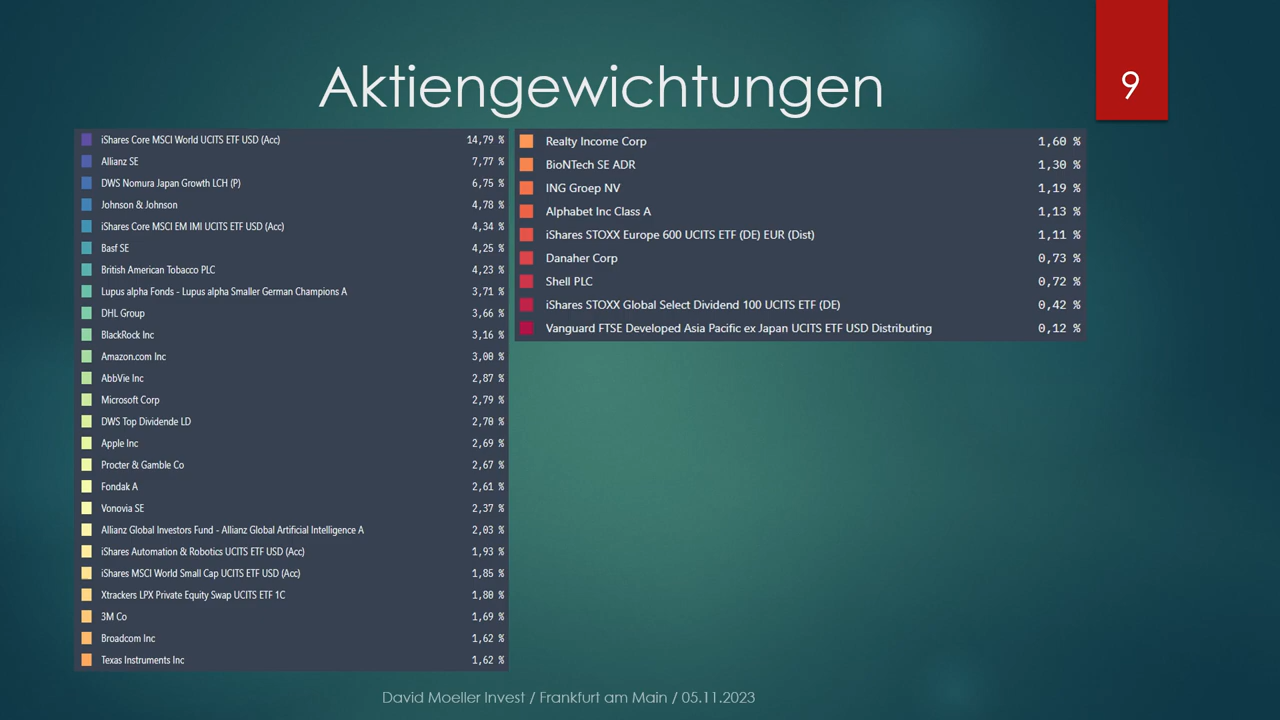 Aktiengewichtungen
9
iShares Core MSCI World UCITS ETF USD (Acc) 14,79 %
Allianz SE 7,77 %
DWS Nomura Japan Growth LCH (P) 6,75 %
Johnson & Johnson 4,78 %
iShares Core MSCI EM IMI UCITS ETF USD (Acc) 4,34 %
Basf SE 4,25 %
British American Tobacco PLC 4,23 %
Lupus alpha Fonds - Lupus alpha Smaller German Champions A 3,71 %
DHL Group 3,66 %
BlackRock Inc 3,16 %
Amazon.com Inc 3,00 %
AbbVie Inc 2,87 %
Microsoft Corp 2,79 %
DWS Top Dividende LD 2,70 %
Apple Inc 2,69 %
Procter & Gamble Co 2,67 %
Fondak A 2,61 %
Vonovia SE 2,37 %
Allianz Global Investors Fund - Allianz Global Artificial Intelligence A 2,03 %
iShares Automation & Robotics UCITS ETF USD (Acc) 1,93 %
iShares MSCI World Small Cap UCITS ETF USD (Acc) 1,85 %
Xtrackers LPX Private Equity Swap UCITS ETF 1C 1,80 %
3M Co 1,69 %
Broadcom Inc 1,62 %
Texas Instruments Inc 1,62 %
Realty Income Corp 1,60 %
BioNTech SE ADR 1,30 %
ING Groep NV 1,19 %
Alphabet Inc Class A 1,13 %
iShares STOXX Europe 600 UCITS ETF (DE) EUR (Dist) 1,11 %
Danaher Corp 0,73 %
Shell PLC 0,72 %
iShares STOXX Global Select Dividend 100 UCITS ETF (DE) 0,42 %
Vanguard FTSE Developed Asia Pacific ex Japan UCITS ETF USD Distributing 0,12 %
David Moeller Invest / Frankfurt am Main / 05.11.2023